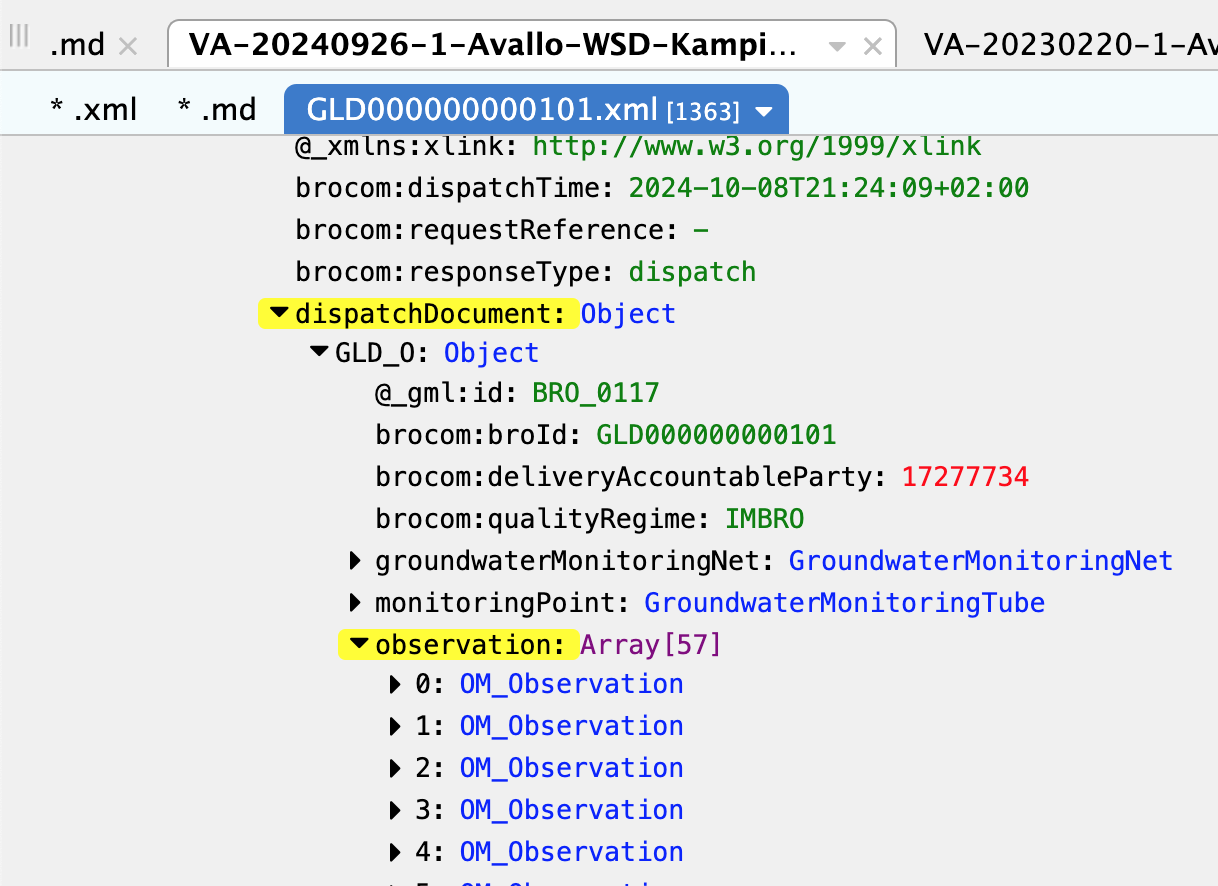 .md VA-20240926-1-Avallo-WSD-Kampi... VA-20230220-1-Av
* .xml * .md GLD000000000101.xml [1363]
@_xmlns:xlink: http://www.w3.org/1999/xlink
brocom:dispatchTime: 2024-10-08T21:24:09+02:00
brocom:requestReference: -
brocom:responseType: dispatch
dispatchDocument: Object
GLD_O: Object
@_gml:id: BRO_0117
brocom:broId: GLD000000000101
brocom:deliveryAccountableParty: 17277734
brocom:qualityRegime: IMBRO
groundwaterMonitoringNet: GroundwaterMonitoringNet
monitoringPoint: GroundwaterMonitoringTube
observation: Array[57]
0: OM_Observation
1: OM_Observation
2: OM_Observation
3: OM_Observation
4: OM_Observation